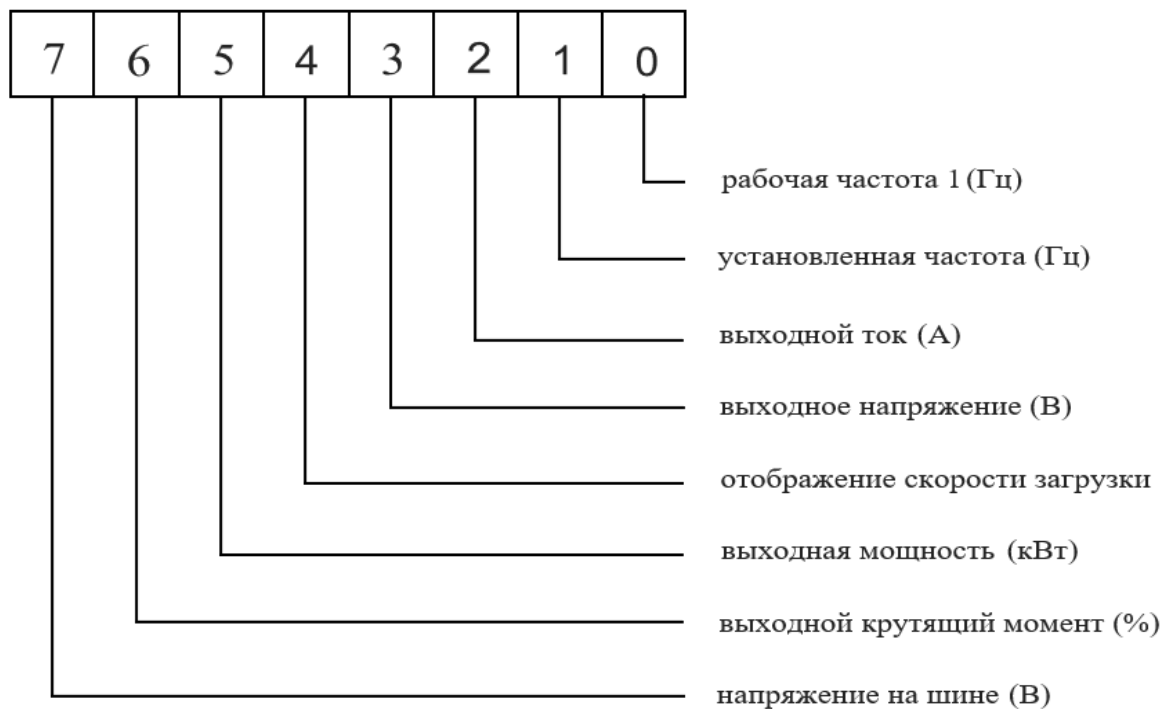 7 6 5 4 3 2 1 0
рабочая частота 1 (Гц)
установленная частота (Гц)
выходной ток (А)
выходное напряжение (В)
отображение скорости загрузки
выходная мощность (кВт)
выходной крутящий момент (%)
напряжение на шине (В)